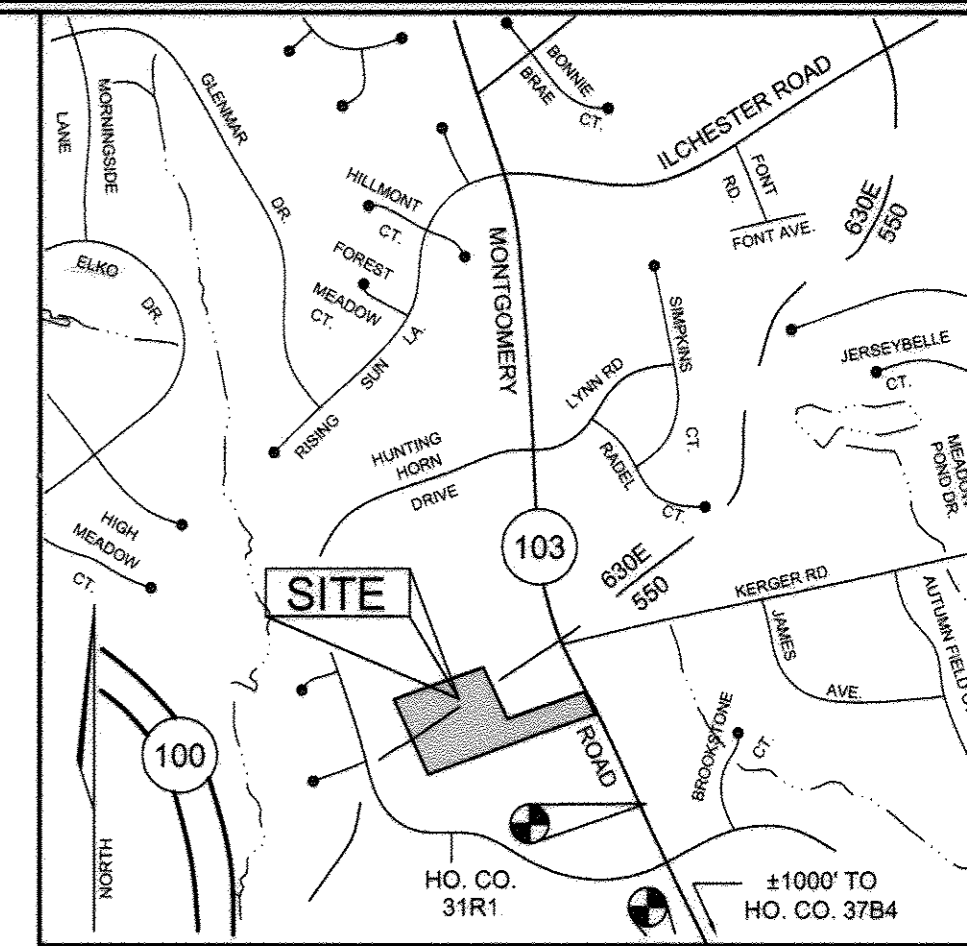 MORNINGSIDE
LANE
GLENMAR
DR.
BONNIE
BRAE
CT.
ILCHESTER ROAD
FONT
RD.
FONT AVE.
630E
550
HILLMONT
CT.
FOREST
MEADOW
CT.
ELKO
DR.
MONTGOMERY
SIMPKINS
CT.
JERSEYBELLE
CT.
RISING
SUN
LA.
LYNN RD
RADEL
CT.
HUNTING
HORN
DRIVE
MEADOW
POND DR.
HIGH
MEADOW
CT.
103
630E
550
SITE
KERGER RD
JAMES
AVE.
AUTUMN FIELD
100
ROAD
BROOKSTONE
CT.
NORTH
HO. CO.
31R1
±1000' TO
HO. CO. 37B4